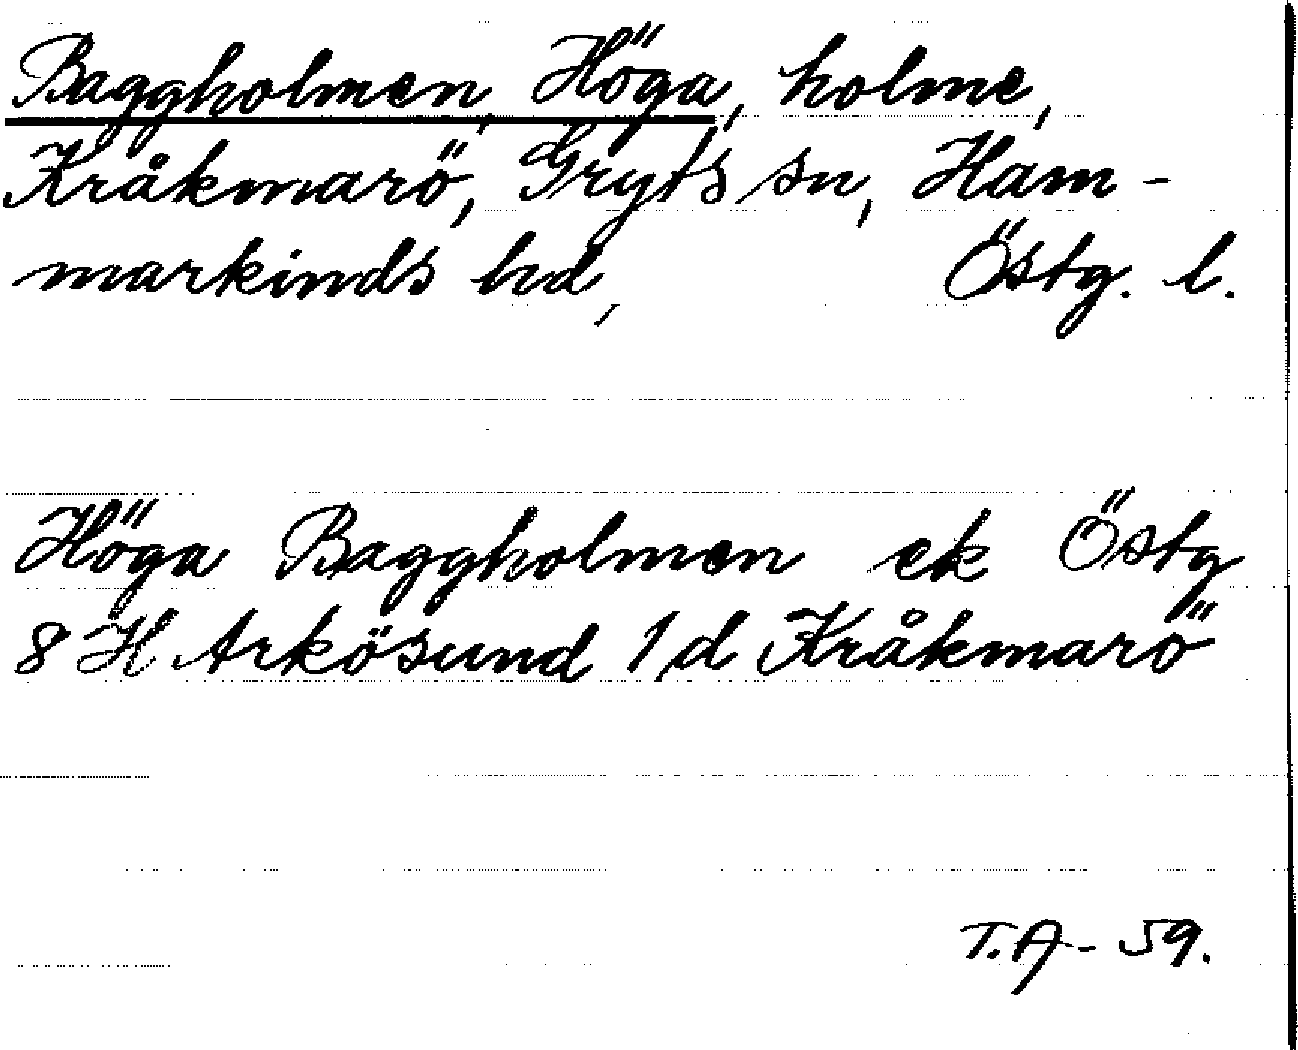 Baggholmen, Höga, holme,
Kråkmarö, Gryts sn, Ham-
markinds hd, Östg. l.
Höga Baggholmen ek Östg
8 H Arkösund 1 d Kråkmarö
T.A - 59.